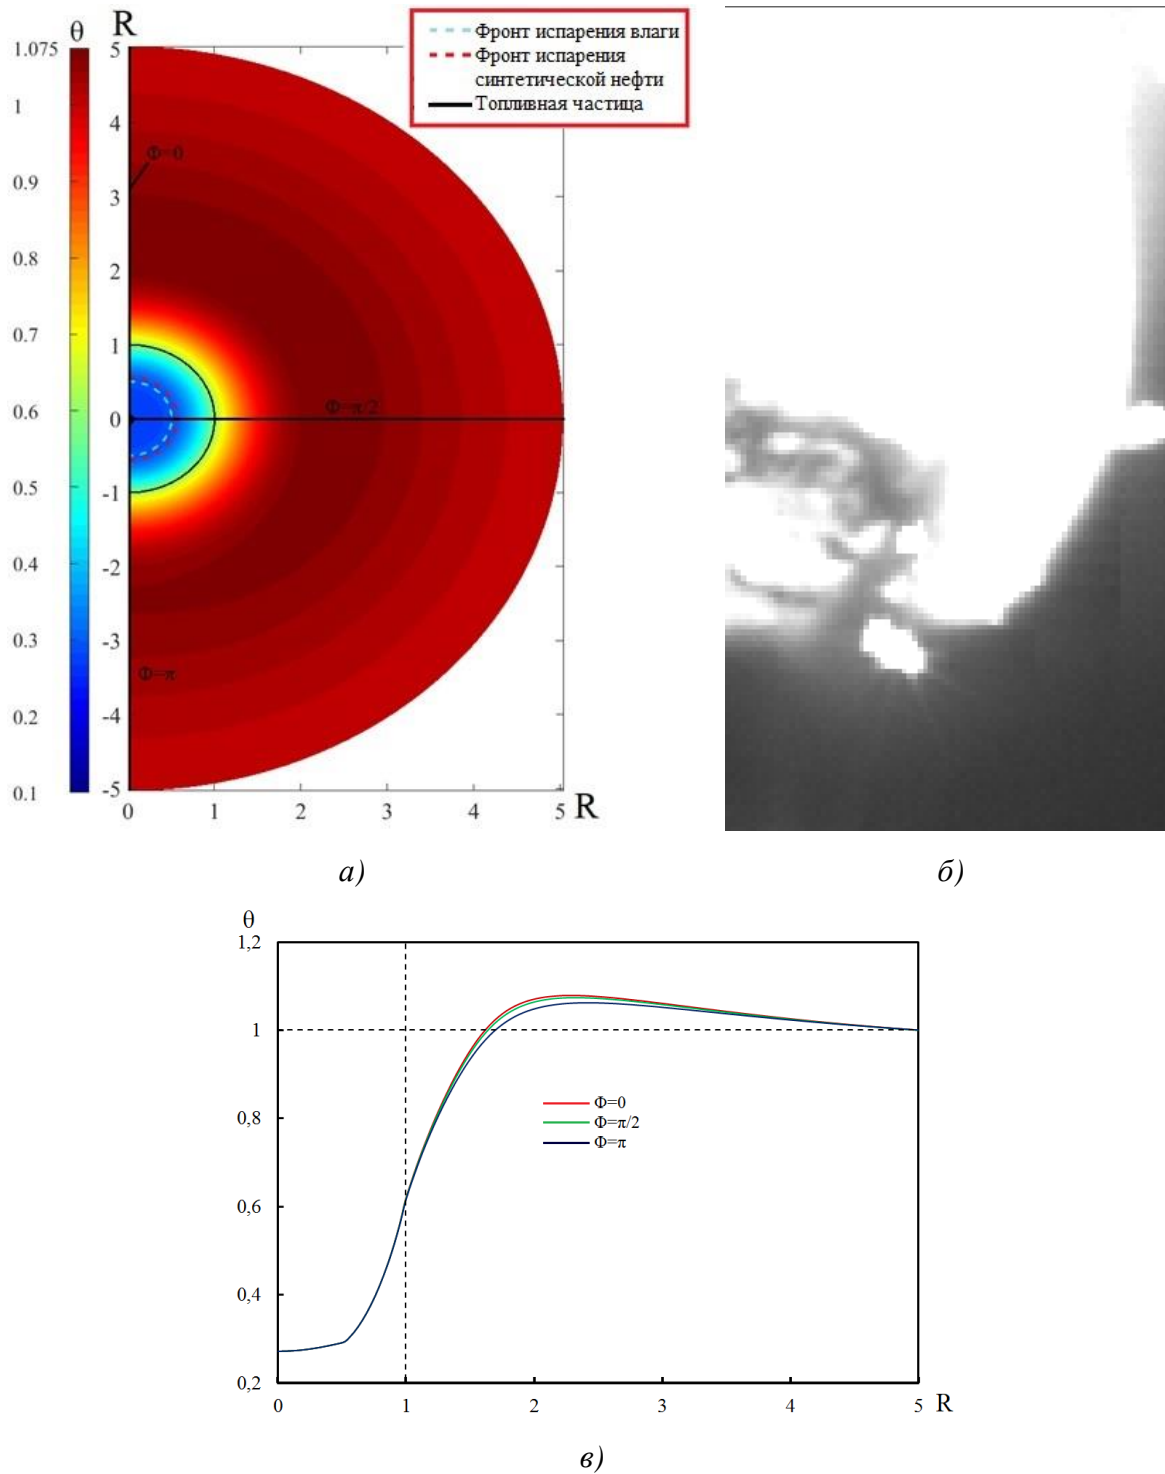 θ
R
1.075
1
0.9
0.8
0.7
0.6
0.5
0.4
0.3
0.2
0.1
5
4
3
2
1
0
-1
-2
-3
-4
-5
Фронт испарения влаги
Фронт испарения
синтетической нефти
Топливная частица
Φ=0
Φ=π/2
Φ=π
0 1 2 3 4 5 R
а)
б)
θ
1,2
1
0,8
0,6
0,4
0,2
Φ=0
Φ=π/2
Φ=π
0 1 2 3 4 5 R
в)